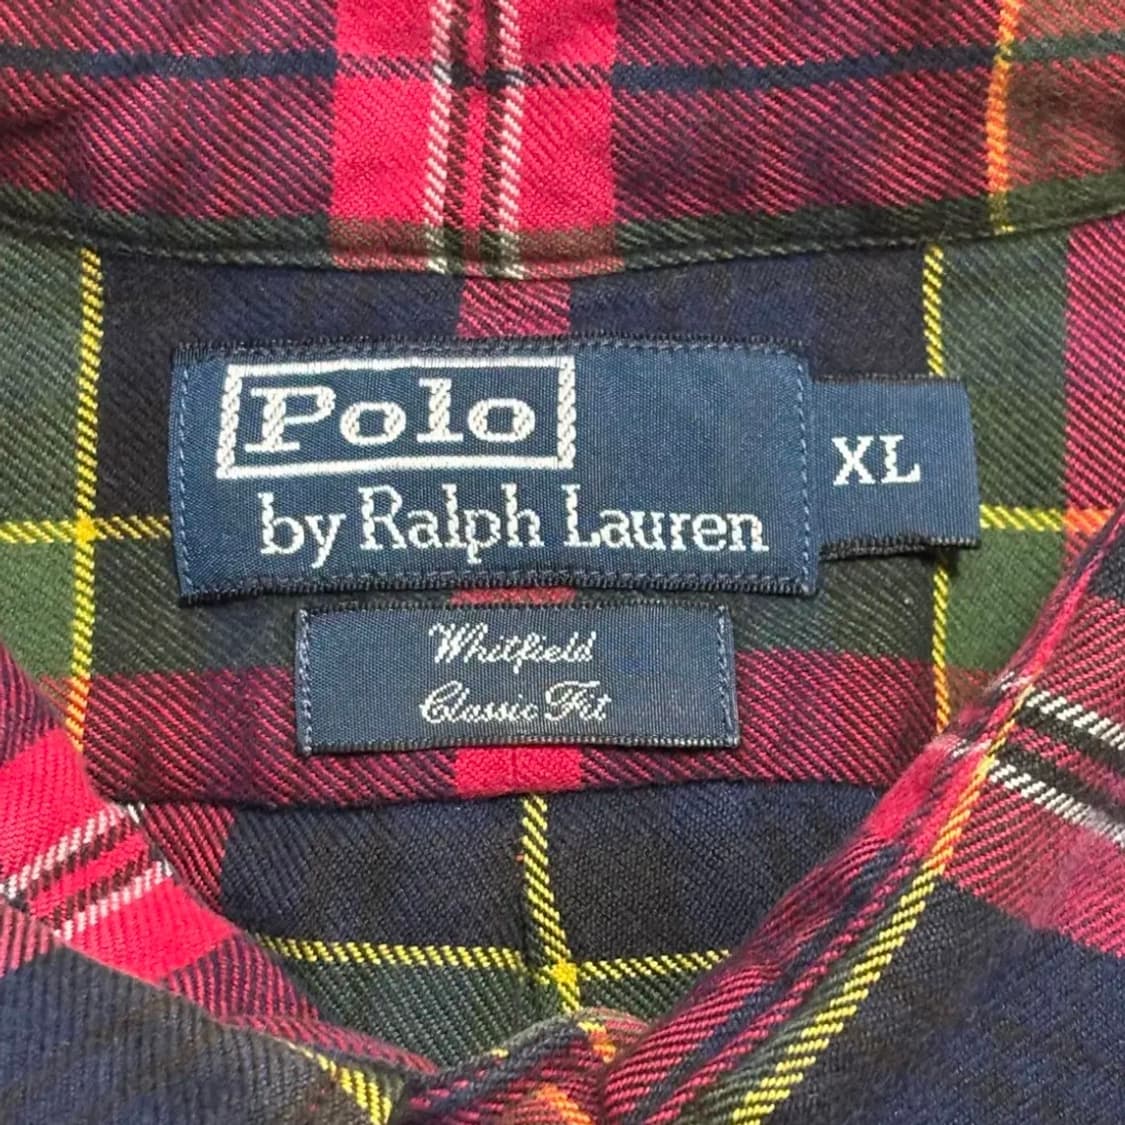 Polo
by Ralph Lauren
XL
Whitfield
Classic Fit